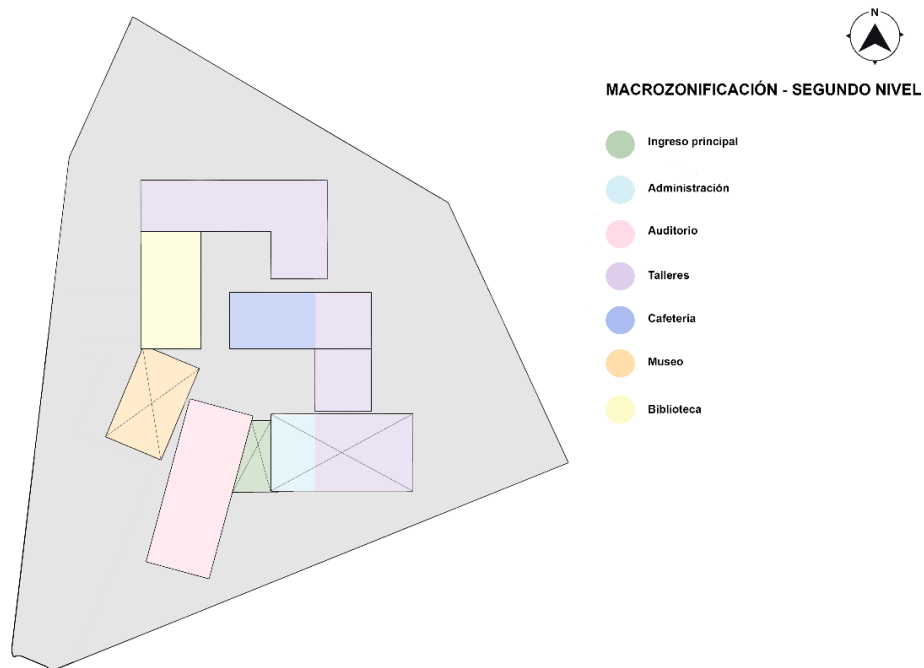 N
MACROZONIFICACIÓN - SEGUNDO NIVEL
Ingreso principal
Administración
Auditorio
Talleres
Cafetería
Museo
Biblioteca